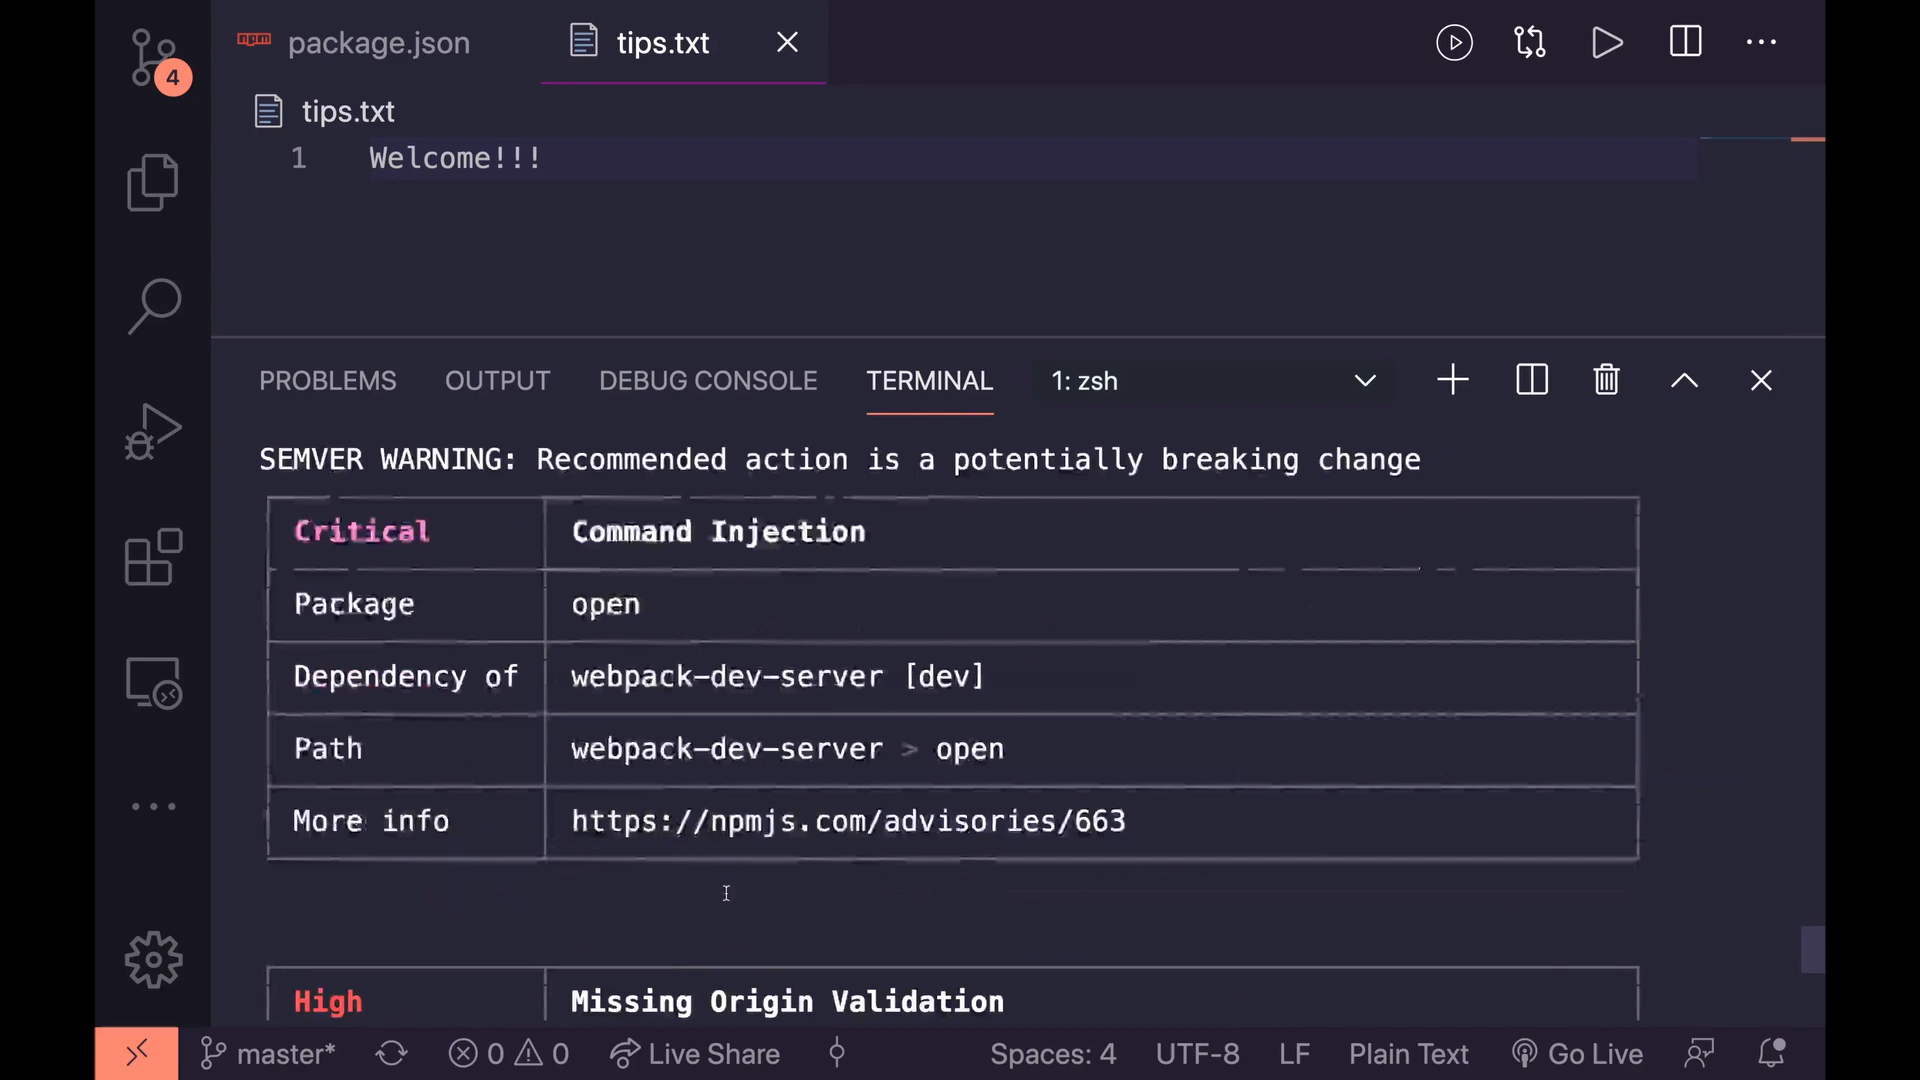 4
npm package.json tips.txt
tips.txt
1 Welcome!!!
PROBLEMS OUTPUT DEBUG CONSOLE TERMINAL 1: zsh
SEMVER WARNING: Recommended action is a potentially breaking change
Critical Command Injection
Package open
Dependency of webpack-dev-server [dev]
Path webpack-dev-server > open
More info https://npmjs.com/advisories/663
High Missing Origin Validation
master* 0 0 Live Share Spaces: 4 UTF-8 LF Plain Text Go Live